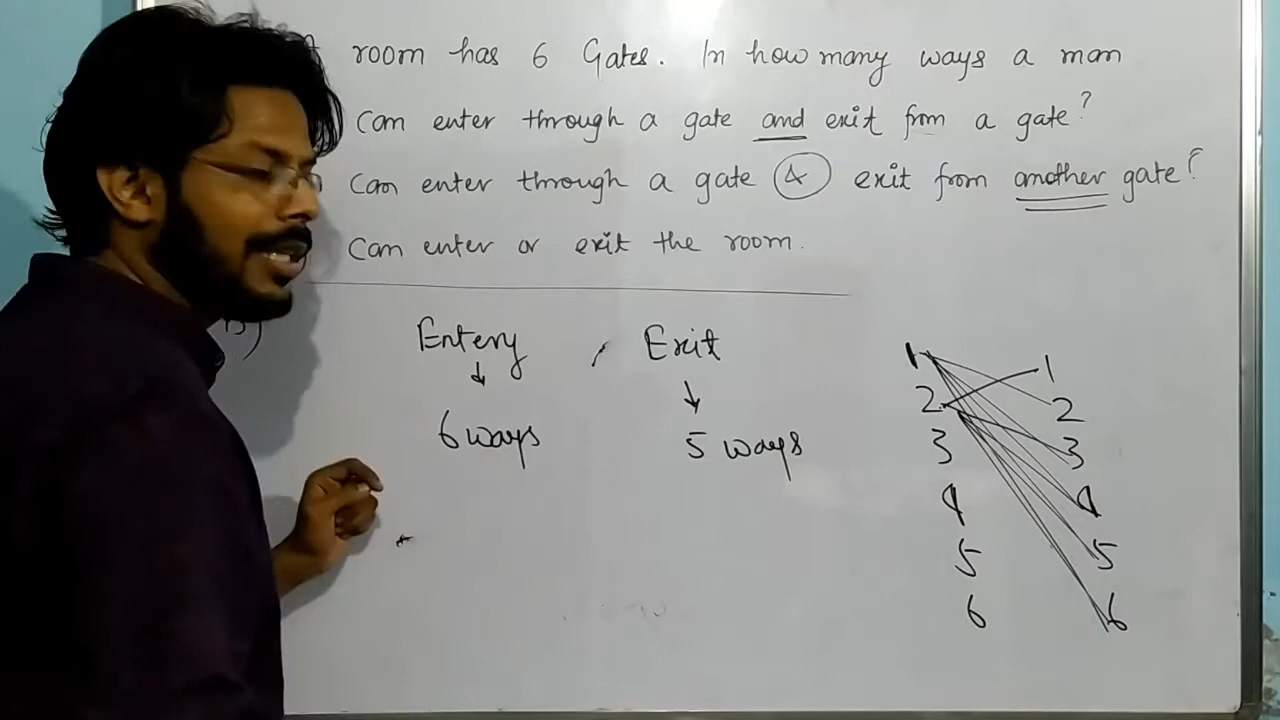 room has 6 Gates. In how many ways a man
Can enter through a gate and exit from a gate?
Can enter through a gate & exit from another gate?
Can enter or exit the room.
B)
Entery , Exit
↓ ↓
6 ways 5 ways
1 1
2 2
3 3
4 4
5 5
6 6